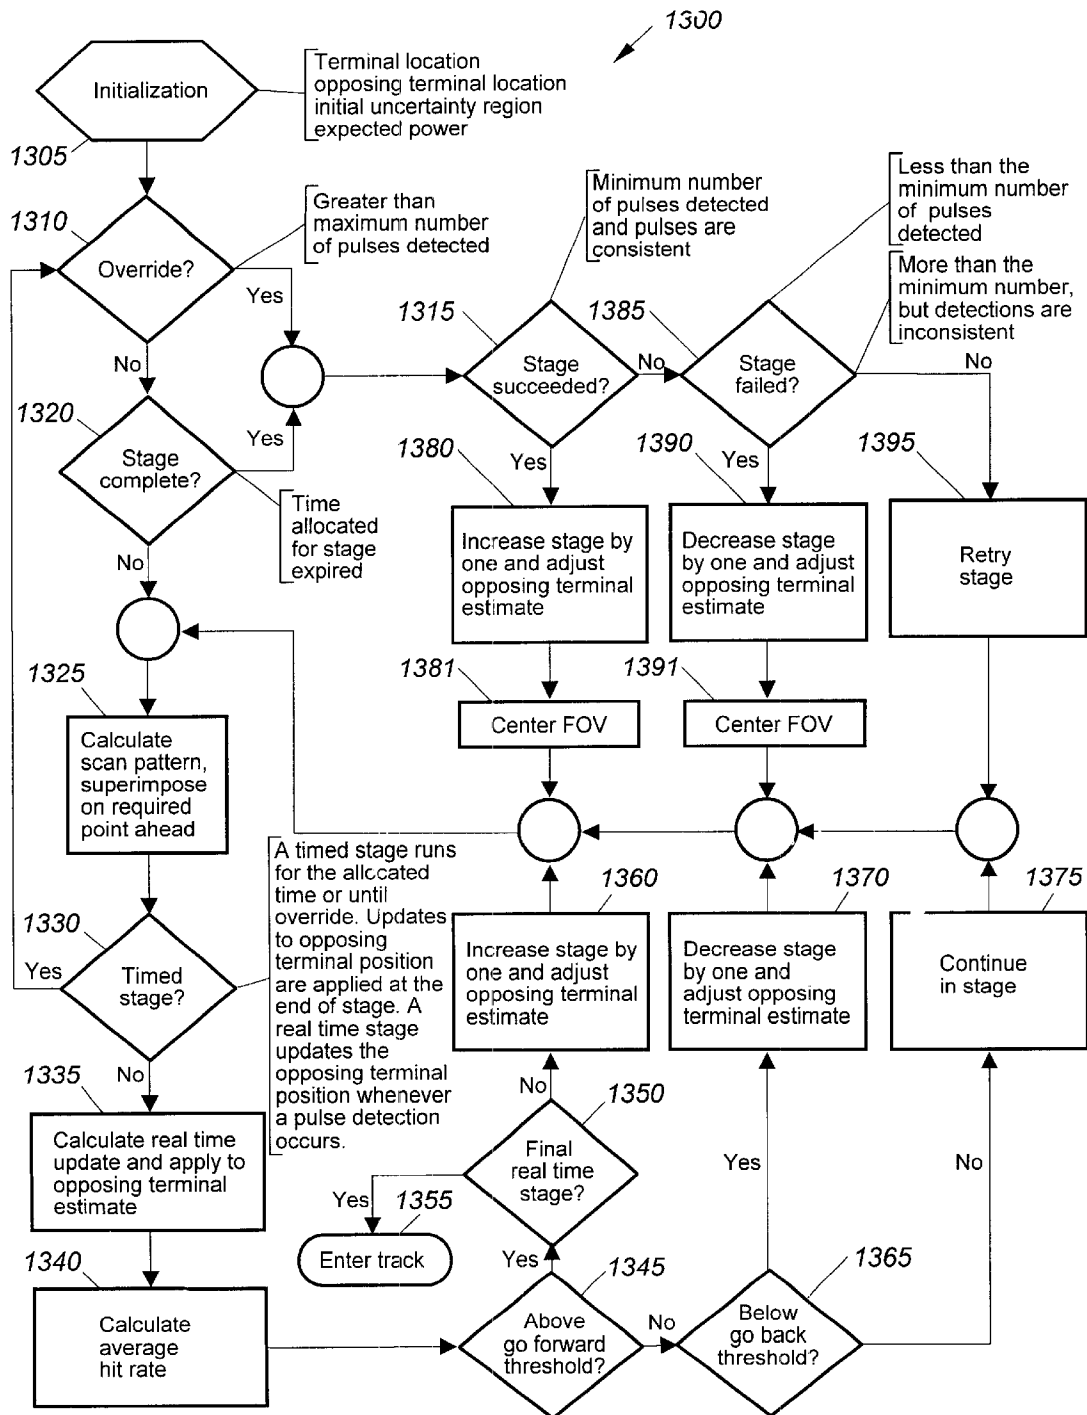 1300
Initialization
Terminal location
opposing terminal location
initial uncertainty region
expected power
1305
1310
Override?
Greater than
maximum number
of pulses detected
Yes
No
Minimum number
of pulses detected
and pulses are
consistent
Less than the
minimum number
of pulses
detected
More than the
minimum number,
but detections are
inconsistent
1315
Stage
succeeded?
No
1385
Stage
failed?
No
1320
Stage
complete?
Yes
Time
allocated
for stage
expired
No
1380
Yes
Increase stage by
one and adjust
opposing terminal
estimate
1390
Yes
Decrease stage
by one and adjust
opposing terminal
estimate
1395
Retry
stage
1381
Center FOV
1391
Center FOV
1325
Calculate
scan pattern,
superimpose
on required
point ahead
A timed stage runs
for the allocated
time or until
override. Updates
to opposing
terminal position
are applied at the
end of stage. A
real time stage
updates the
opposing terminal
position whenever
a pulse detection
occurs.
1330
Yes
Timed
stage?
No
1360
Increase stage by
one and adjust
opposing terminal
estimate
1370
Decrease stage
by one and
adjust opposing
terminal estimate
1375
Continue
in stage
1335
Calculate real time
update and apply to
opposing terminal
estimate
No
1350
Final
real time
stage?
Yes
1355
Enter track
Yes
No
1340
Calculate
average
hit rate
Yes
1345
Above
go forward
threshold?
No
1365
Below
go back
threshold?